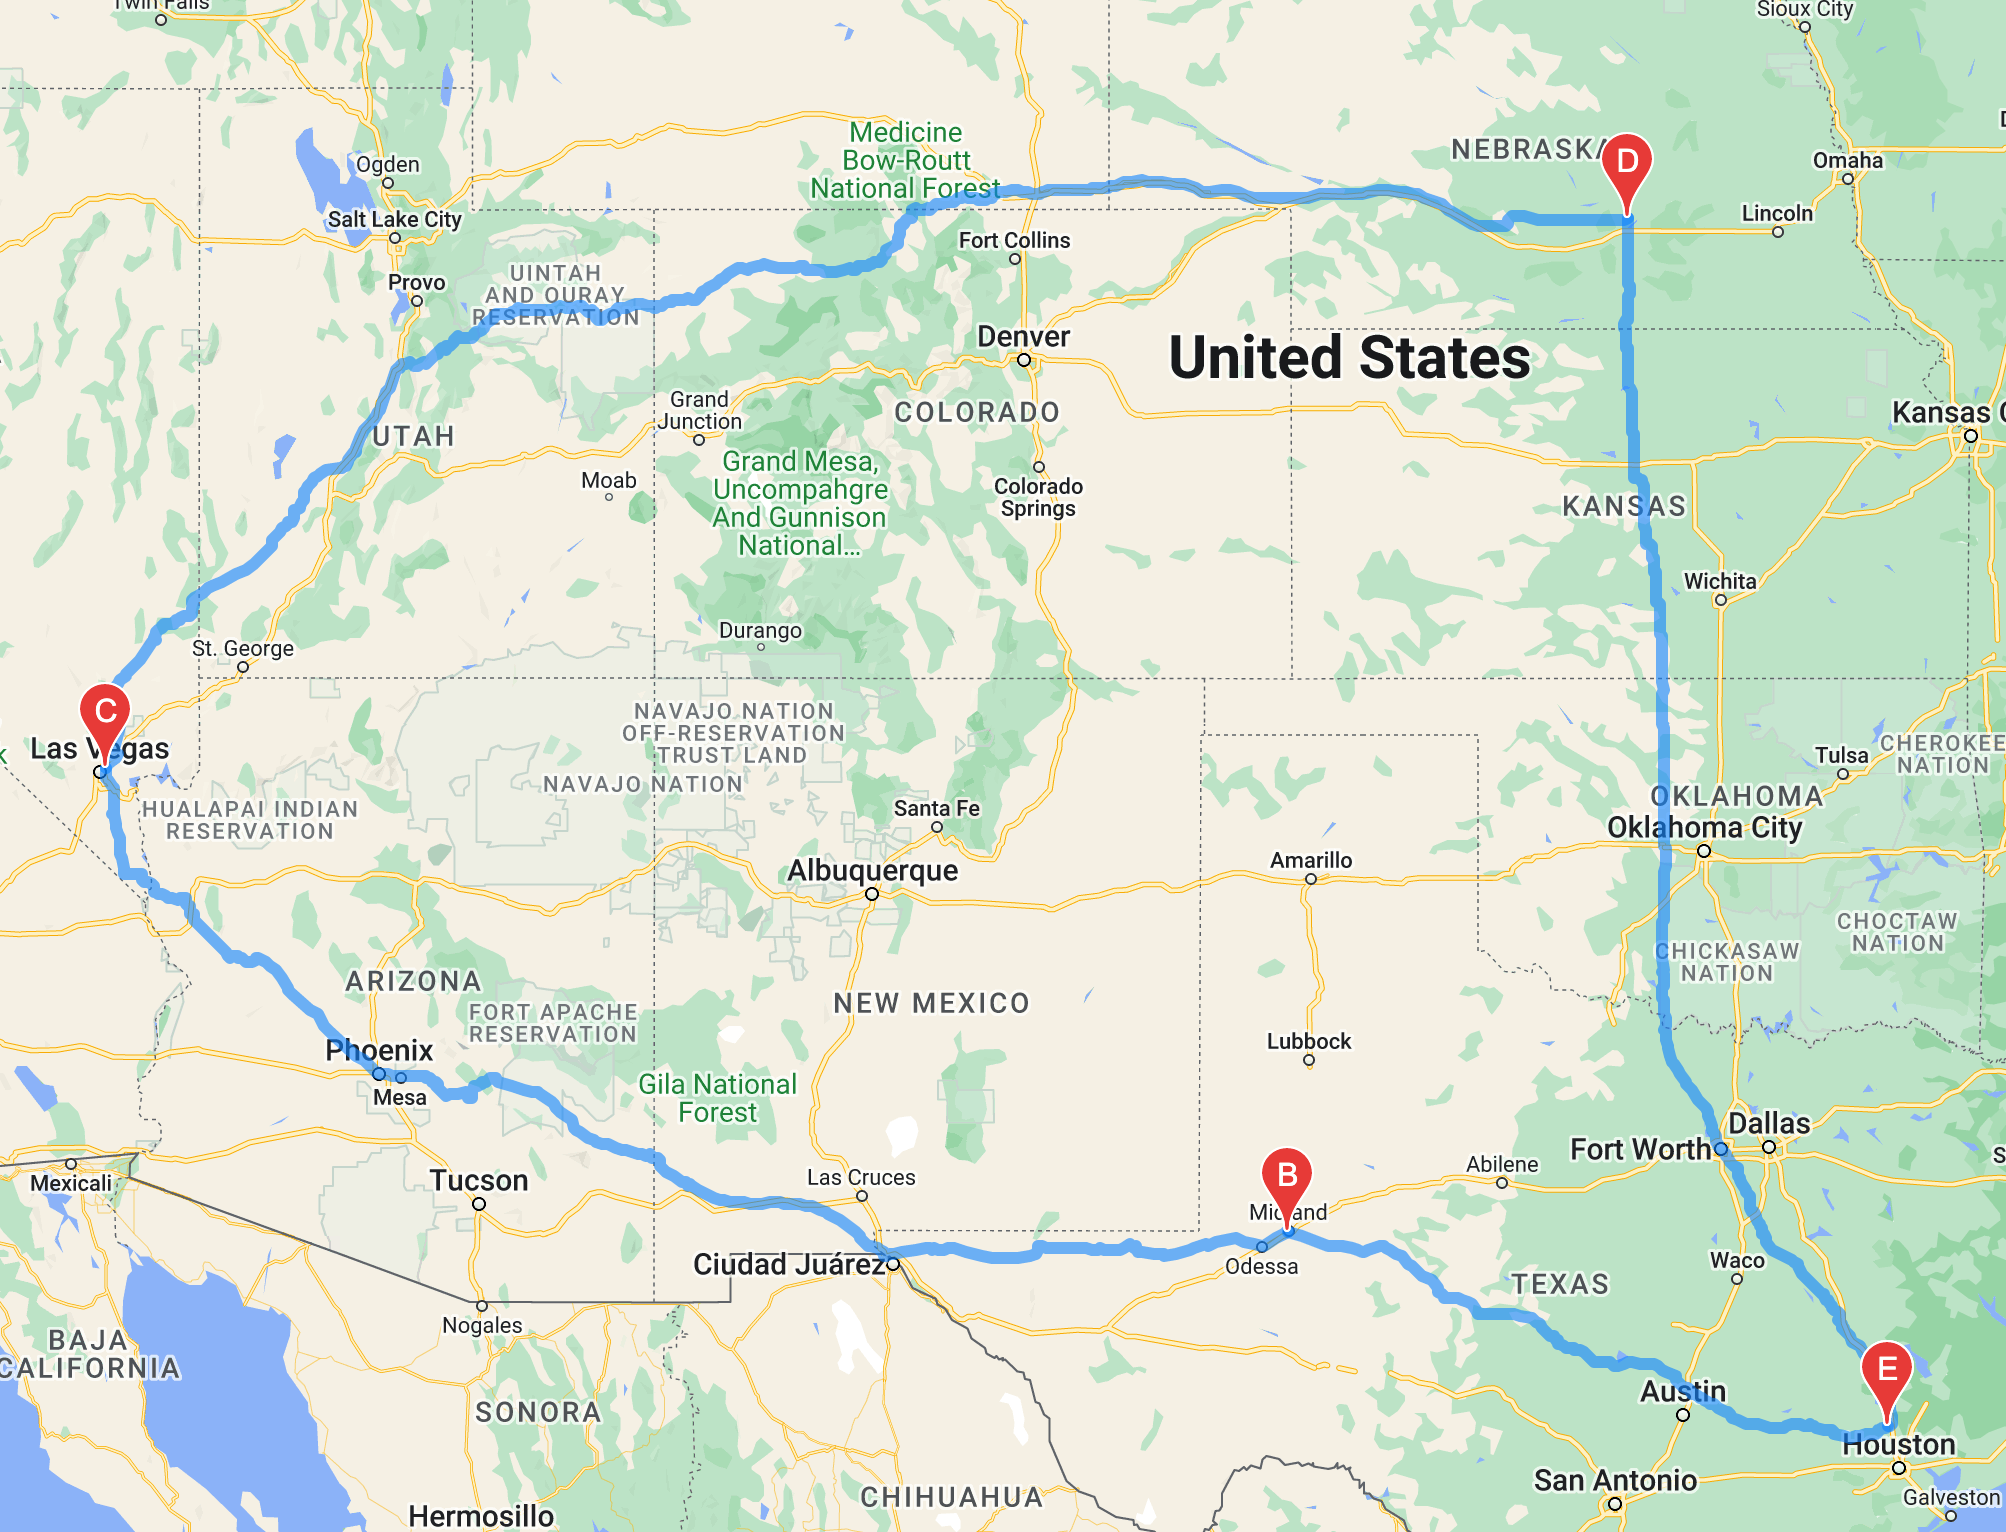 Twin Falls
Sioux City
Medicine
Bow-Routt
National Forest
NEBRASKA
D
Omaha
Ogden
Salt Lake City
Lincoln
Fort Collins
Provo
UINTAH
AND OURAY
RESERVATION
Denver
United States
Grand
Junction
COLORADO
Kansas C
UTAH
Grand Mesa,
Uncompahgre
And Gunnison
National...
Moab
Colorado
Springs
KANSAS
Wichita
St. George
Durango
C
Las Vegas
k
NAVAJO NATION
OFF-RESERVATION
TRUST LAND
NAVAJO NATION
CHEROKEE
NATION
Tulsa
HUALAPAI INDIAN
RESERVATION
Santa Fe
OKLAHOMA
Oklahoma City
Albuquerque
Amarillo
CHOCTAW
NATION
CHICKASAW
NATION
ARIZONA
FORT APACHE
RESERVATION
NEW MEXICO
Phoenix
Mesa
Lubbock
Gila National
Forest
Dallas
Fort Worth
Mexicali
Tucson
Las Cruces
B
Midland
Abilene
S
Ciudad Juárez
Odessa
Waco
TEXAS
Nogales
BAJA
CALIFORNIA
E
Austin
SONORA
Houston
San Antonio
CHIHUAHUA
Galveston
Hermosillo